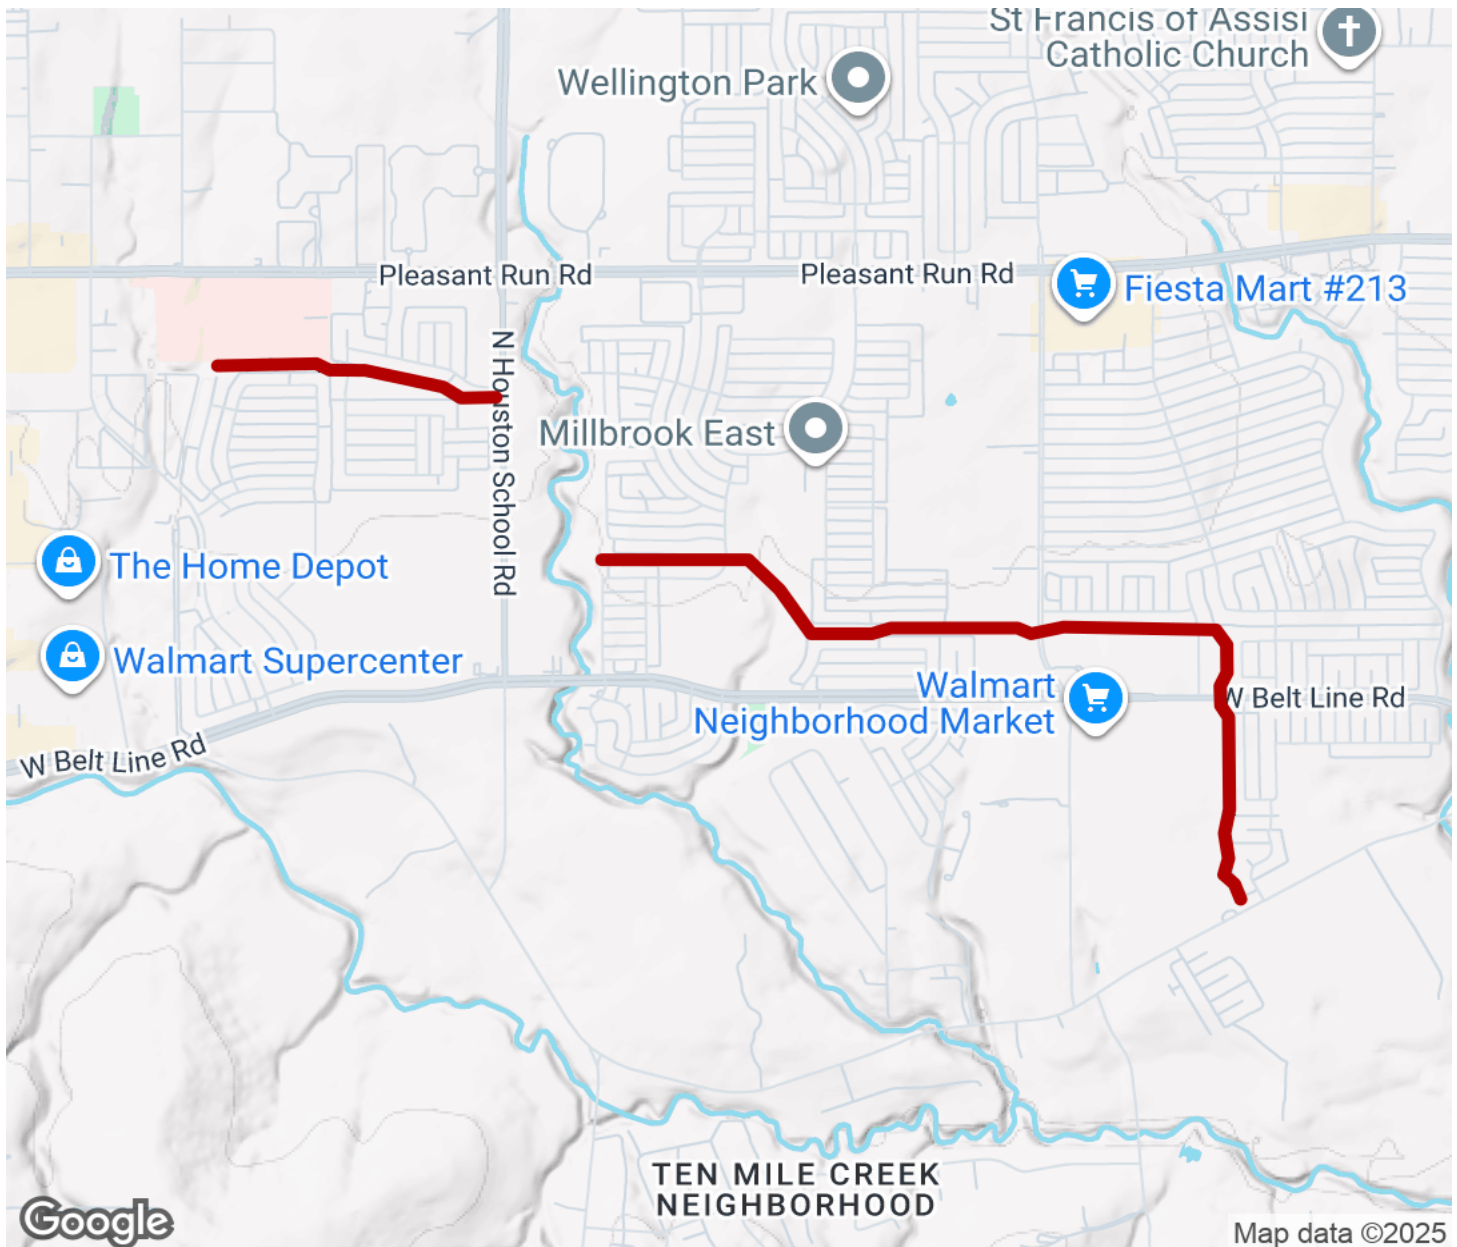 St Francis of Assisi
Catholic Church
Wellington Park
Pleasant Run Rd
Pleasant Run Rd
Fiesta Mart #213
N Houston School Rd
Millbrook East
The Home Depot
Walmart Supercenter
Walmart
Neighborhood Market
W Belt Line Rd
W Belt Line Rd
TEN MILE CREEK
NEIGHBORHOOD
Google
Map data ©2025